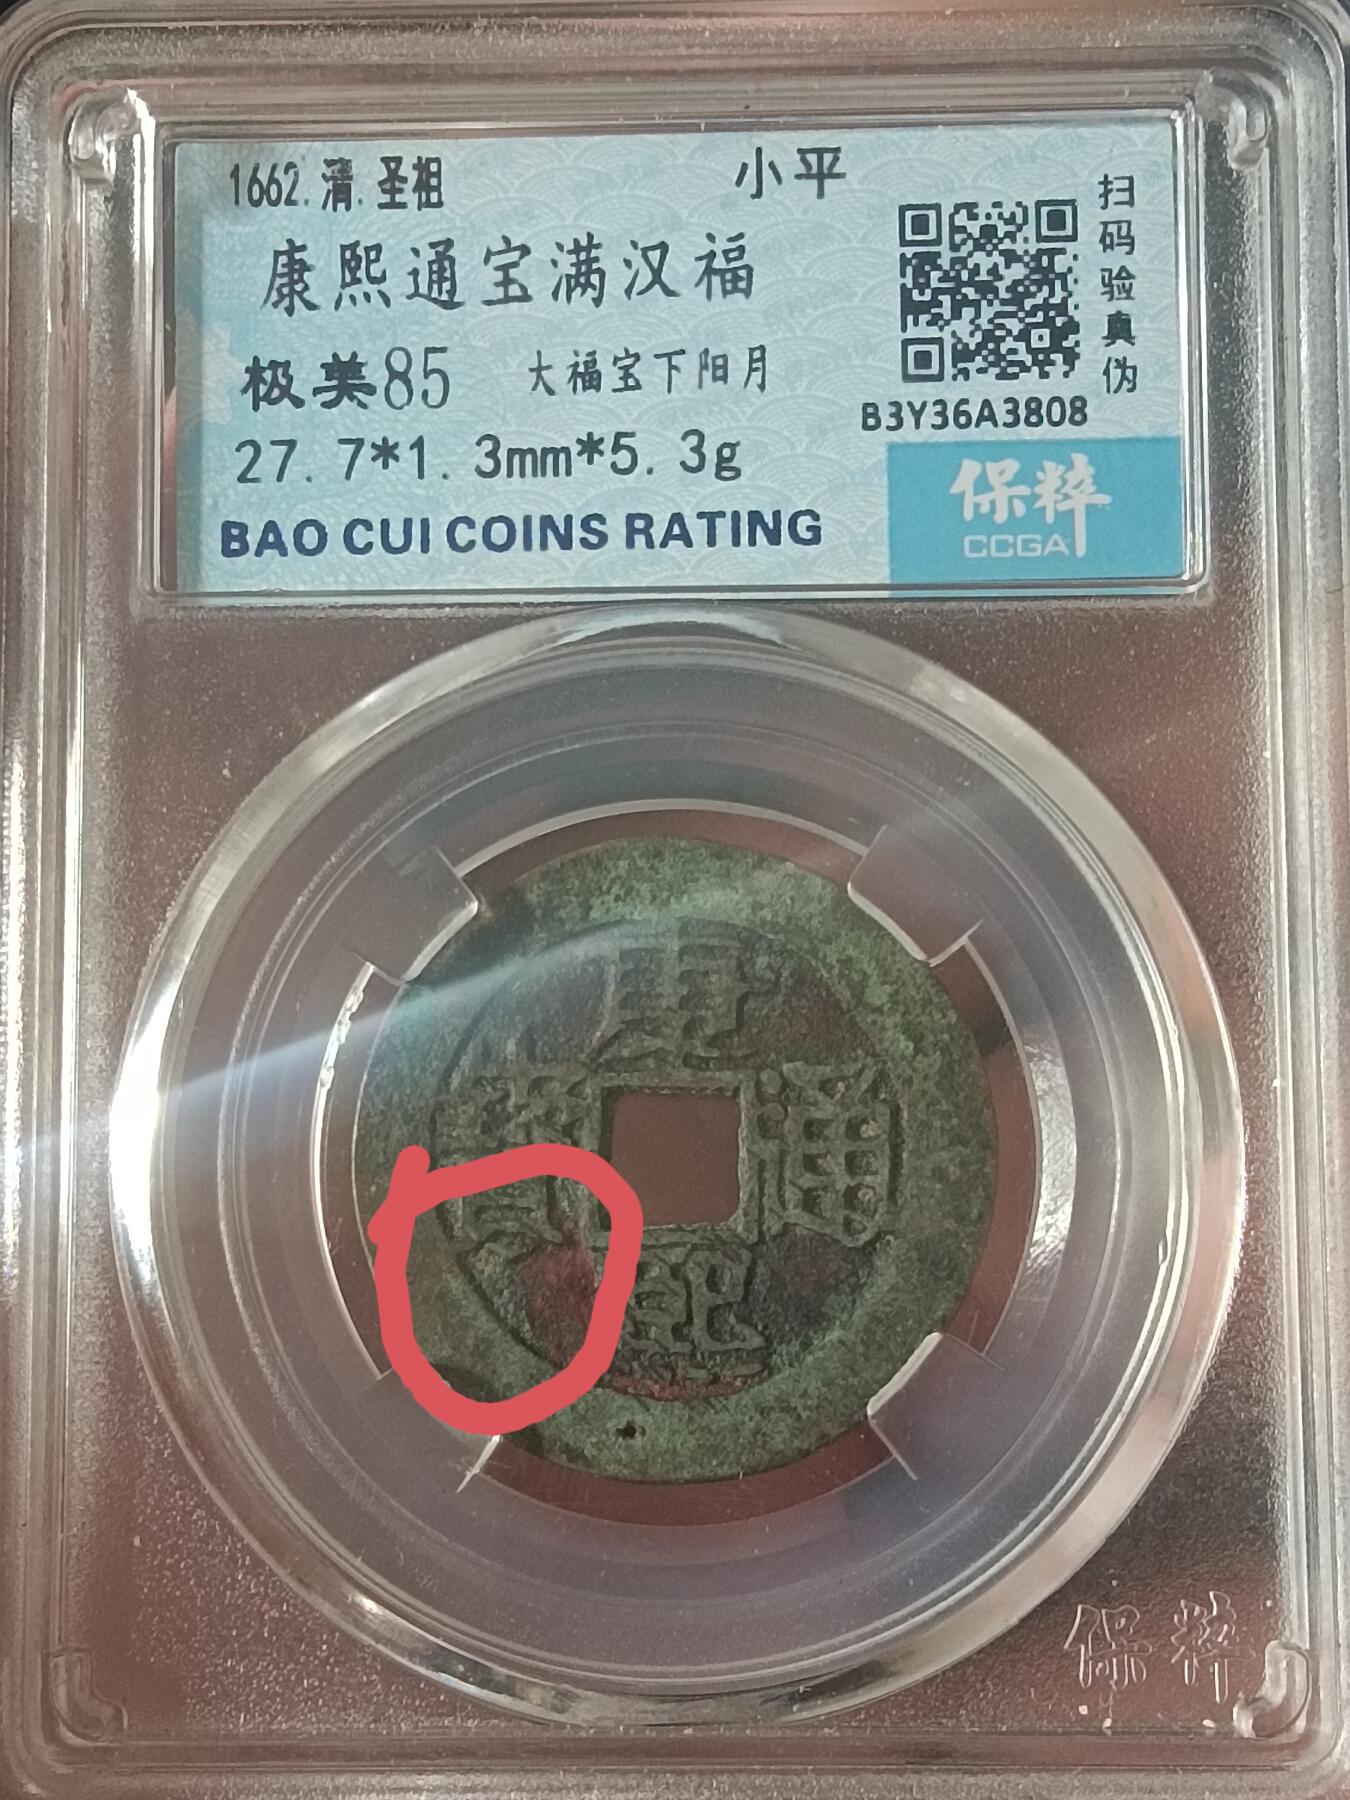 1662.清.圣祖
小平
康熙通宝满汉福
极美85
大福宝下阳月
27.7*1.3mm*5.3g
BAO CUI COINS RATING
扫码验真伪
B3Y36A3808
保粹
CCGA
康熙通寶
保粹